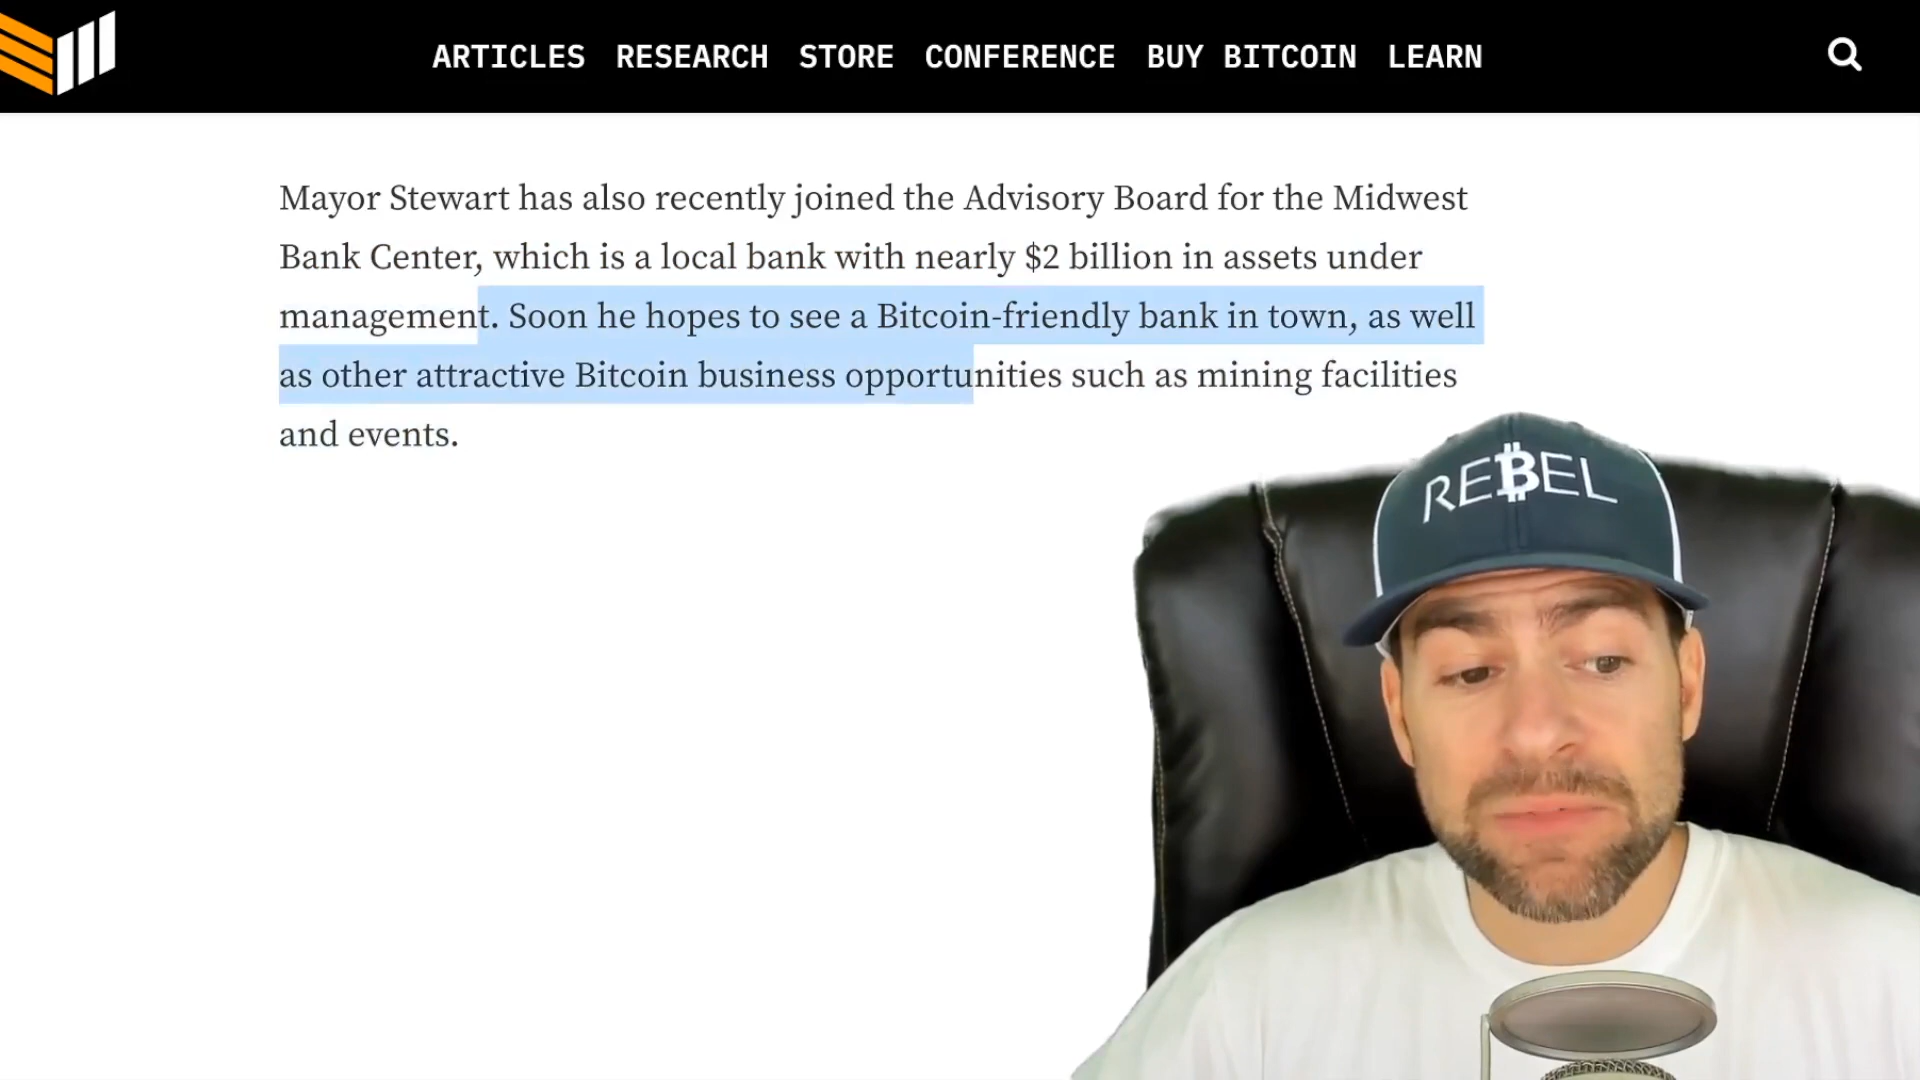 ARTICLES RESEARCH STORE CONFERENCE BUY BITCOIN LEARN
Mayor Stewart has also recently joined the Advisory Board for the Midwest
Bank Center, which is a local bank with nearly $2 billion in assets under
management. Soon he hopes to see a Bitcoin-friendly bank in town, as well
as other attractive Bitcoin business opportunities such as mining facilities
and events.
RE₿EL